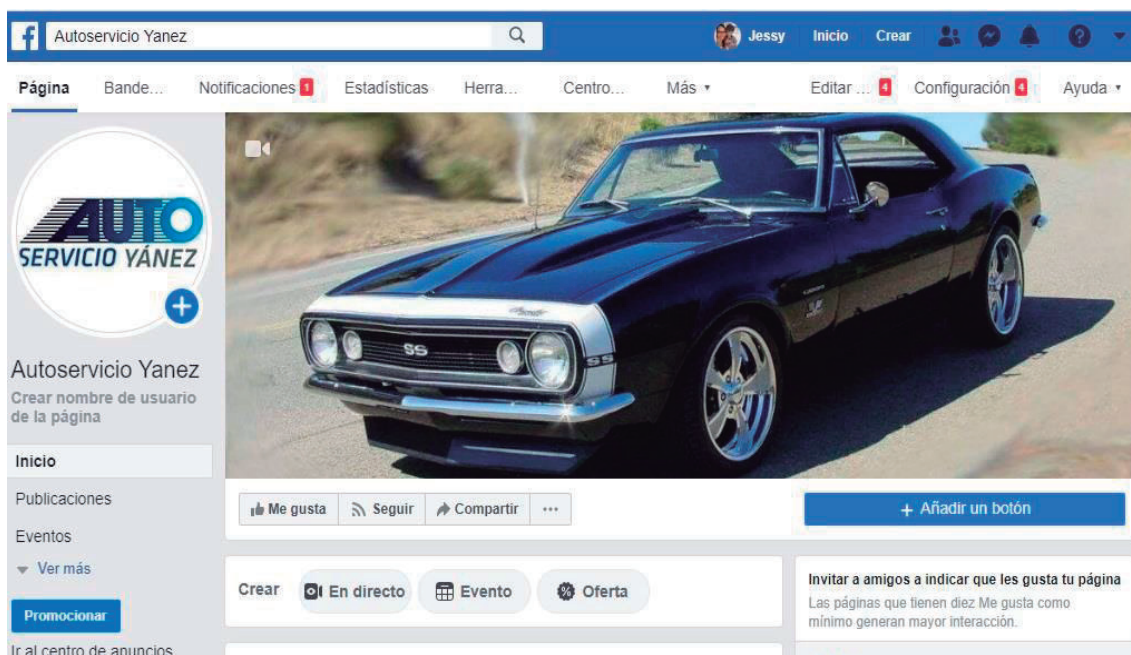 Autoservicio Yanez
Jessy Inicio Crear
Página Bande... Notificaciones 1 Estadísticas Herra... Centro... Más Editar ... 4 Configuración 4 Ayuda
AUTO
SERVICIO YÁNEZ
SS
SS
Autoservicio Yanez
Crear nombre de usuario
de la página
Inicio
Publicaciones
Eventos
Ver más
Promocionar
Ir al centro de anuncios
Me gusta Seguir Compartir ...
+ Añadir un botón
Crear En directo Evento Oferta
Invitar a amigos a indicar que les gusta tu página
Las páginas que tienen diez Me gusta como
mínimo generan mayor interacción.